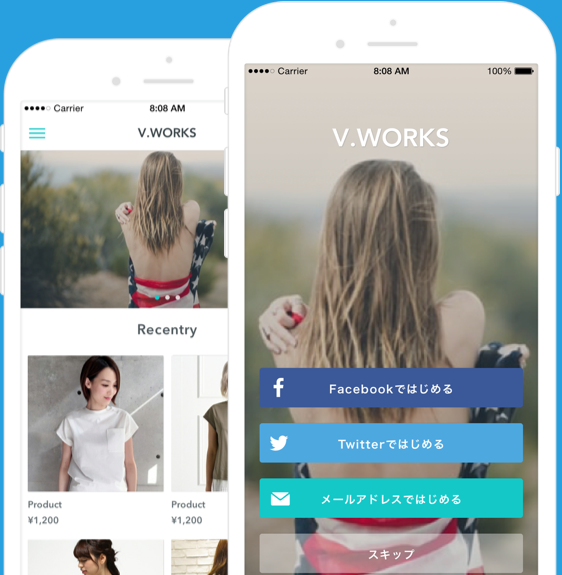 Carrier 8:08 AM
V.WORKS
Recentry
Product
¥1,200
Product
¥1,200
Carrier 8:08 AM 100%
V.WORKS
Facebookではじめる
Twitterではじめる
メールアドレスではじめる
スキップ